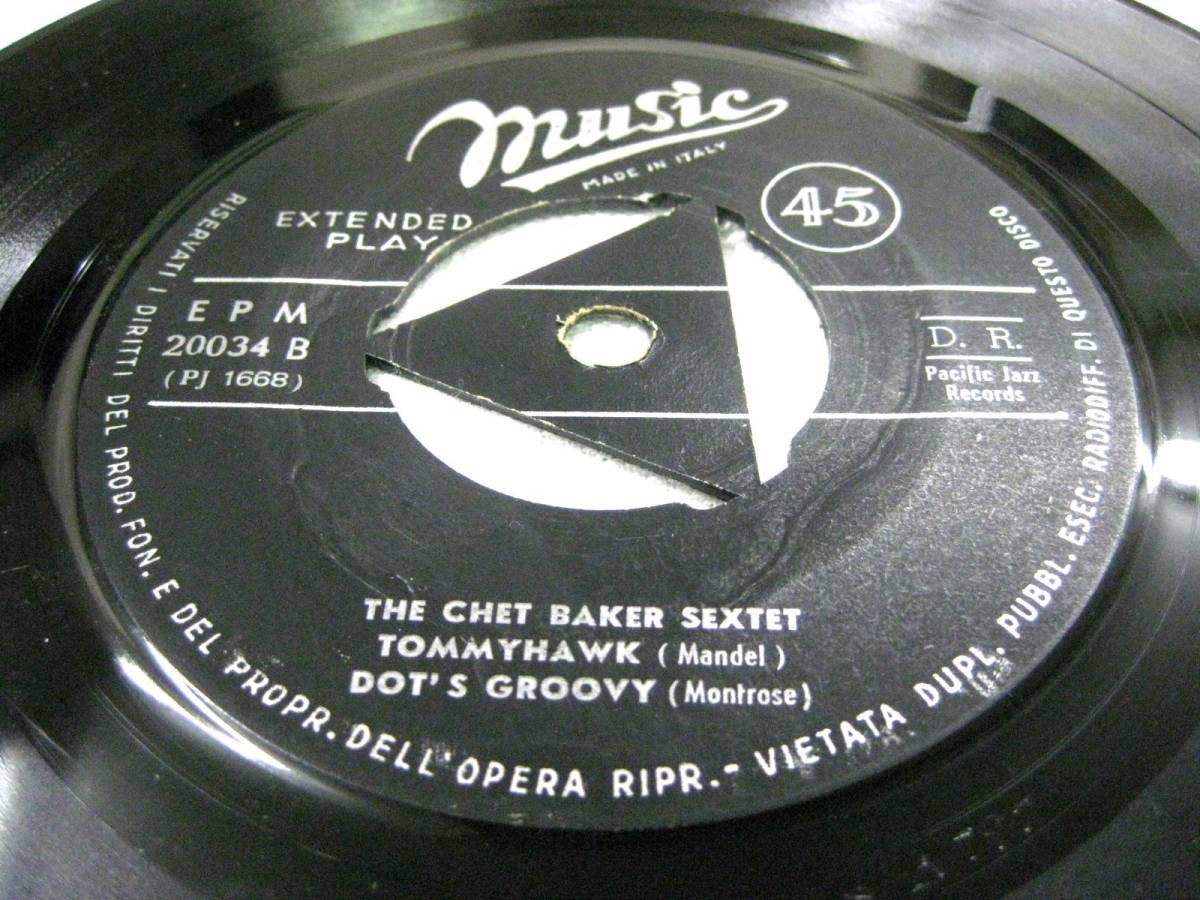 Music
MADE IN ITALY
45
EXTENDED
PLAY
E P M
20034 B
(PJ 1668)
D. R.
Pacific Jazz
Records
THE CHET BAKER SEXTET
TOMMYHAWK (Mandel)
DOT'S GROOVY (Montrose)
RISERVATI I DIRITTI DEL PROD. FON. E DEL PROPR. DELL'OPERA RIPR.- VIETATA DUPL. PUBBL. ESEC. RADIODIFF. DI QUESTO DISCO